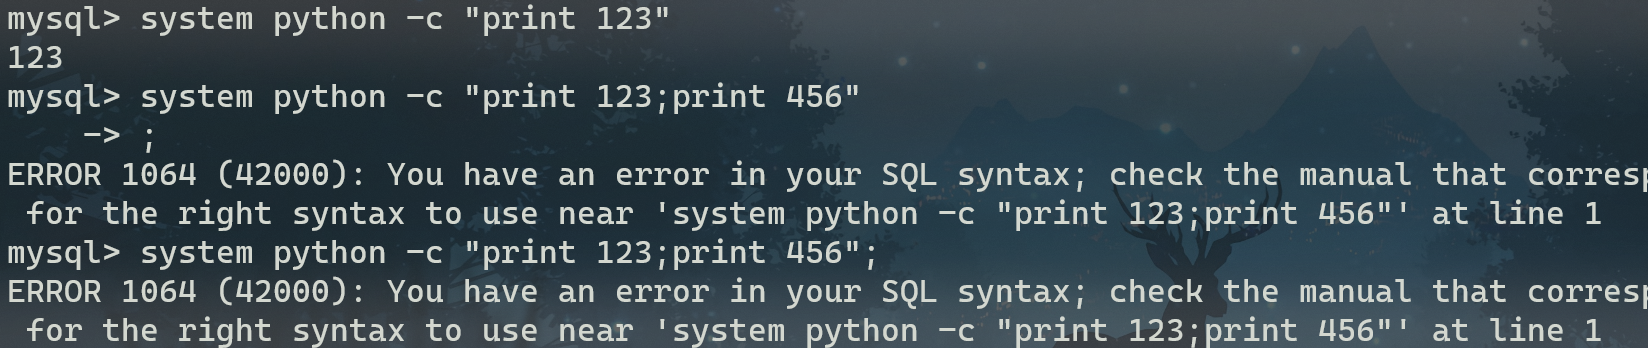 mysql> system python -c "print 123"
123
mysql> system python -c "print 123;print 456"
    -> ;
ERROR 1064 (42000): You have an error in your SQL syntax; check the manual that corresp
 for the right syntax to use near 'system python -c "print 123;print 456"' at line 1
mysql> system python -c "print 123;print 456";
ERROR 1064 (42000): You have an error in your SQL syntax; check the manual that corresp
 for the right syntax to use near 'system python -c "print 123;print 456"' at line 1